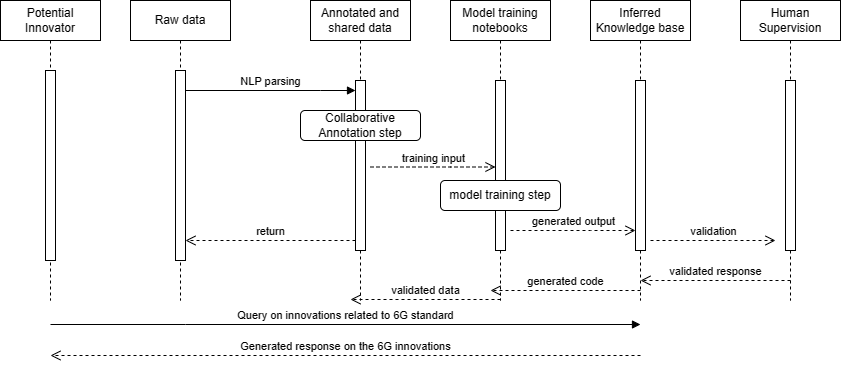 Potential
Innovator
Raw data
Annotated and
shared data
Model training
notebooks
Inferred
Knowledge base
Human
Supervision
NLP parsing
Collaborative
Annotation step
training input
model training step
generated output
return
validation
validated response
generated code
validated data
Query on innovations related to 6G standard
Generated response on the 6G innovations